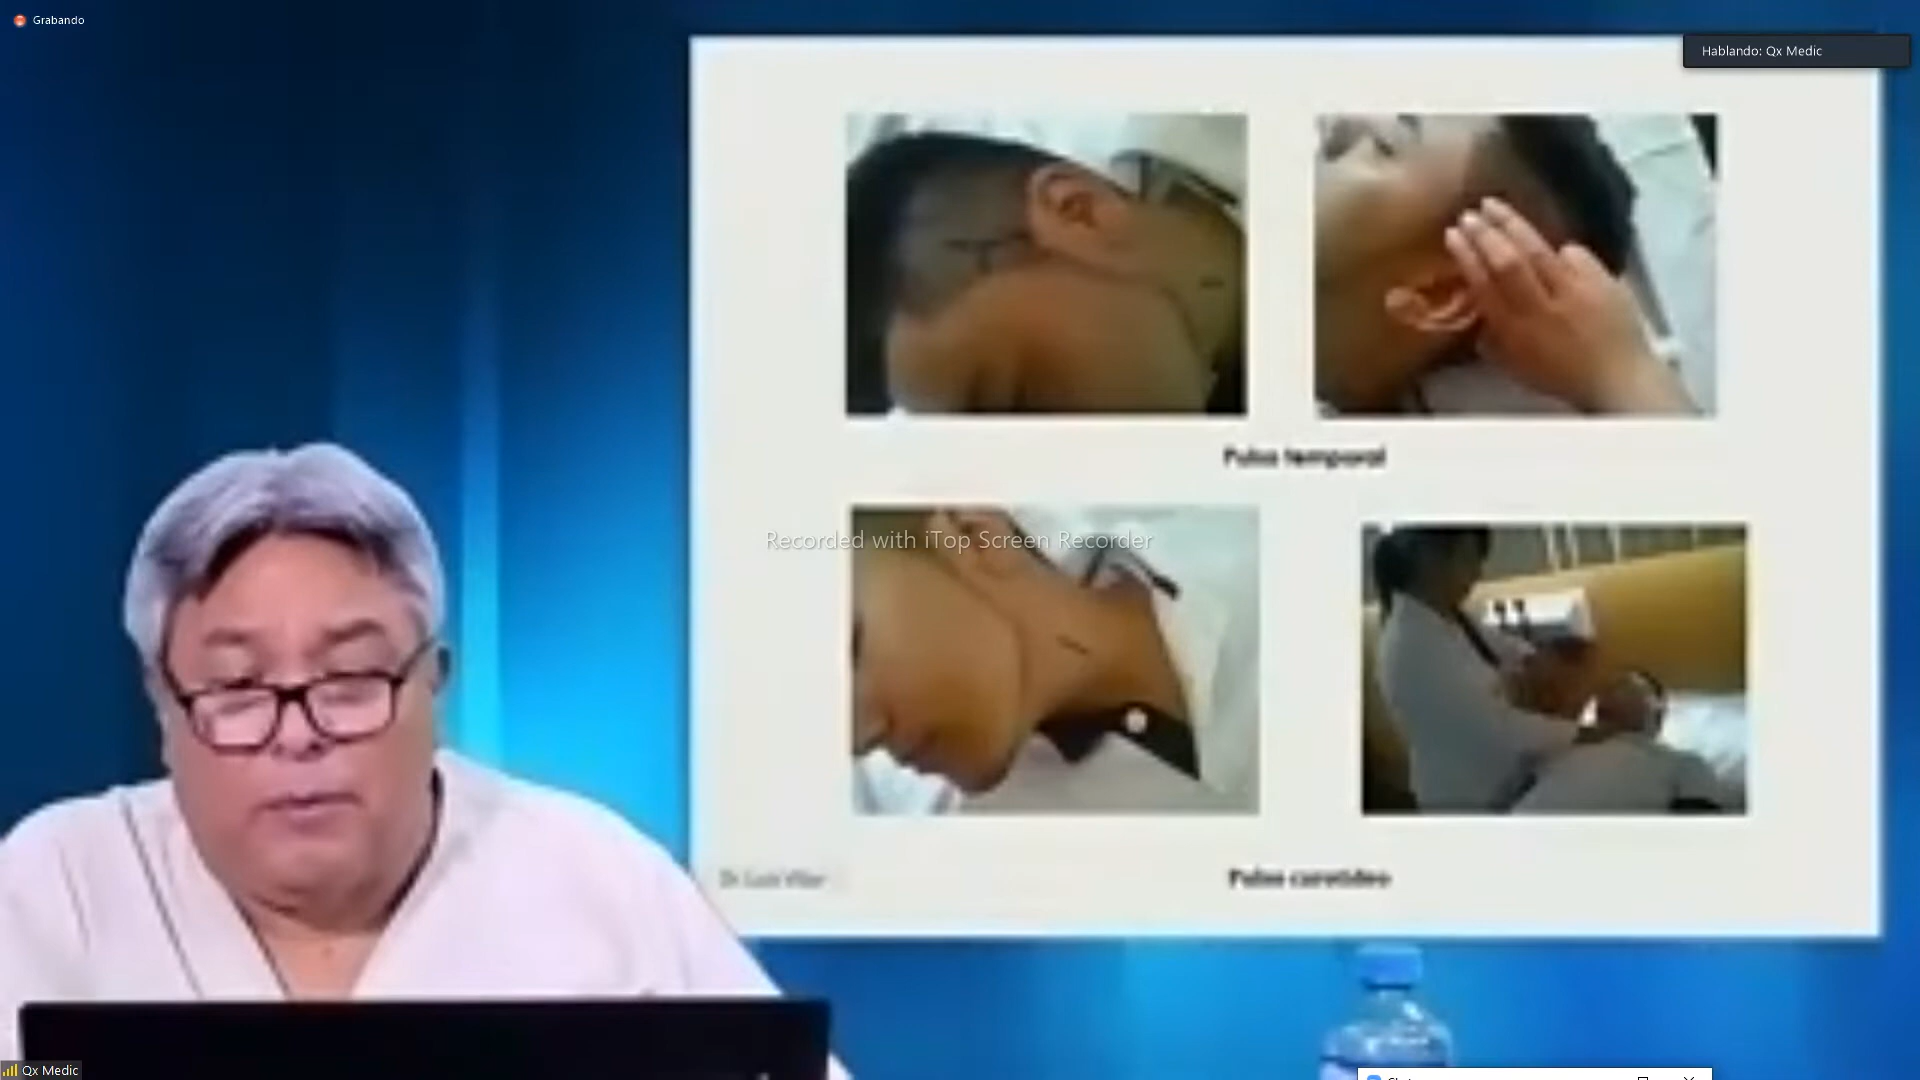 Grabando
Hablando: Qx Medic
Pulso temporal
Recorded with iTop Screen Recorder
Pulso carotideo
Qx Medic